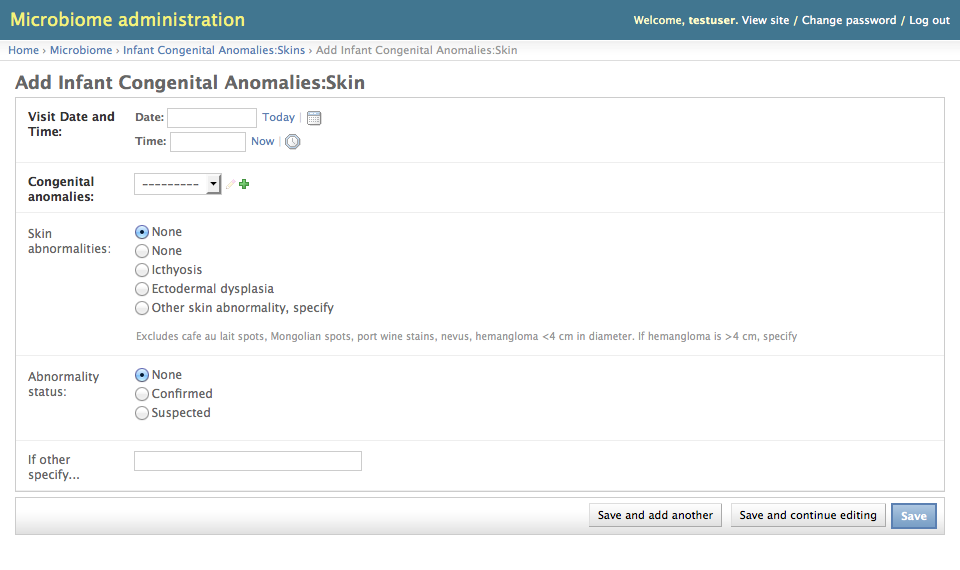 Microbiome administration
Welcome, testuser. View site / Change password / Log out
Home › Microbiome › Infant Congenital Anomalies:Skins › Add Infant Congenital Anomalies:Skin
Add Infant Congenital Anomalies:Skin
Visit Date and Time:
Date: Today |
Time: Now |
Congenital anomalies:
---------
Skin abnormalities:
None
None
Icthyosis
Ectodermal dysplasia
Other skin abnormality, specify
Excludes cafe au lait spots, Mongolian spots, port wine stains, nevus, hemangloma <4 cm in diameter. If hemangloma is >4 cm, specify
Abnormality status:
None
Confirmed
Suspected
If other specify...
Save and add another
Save and continue editing
Save